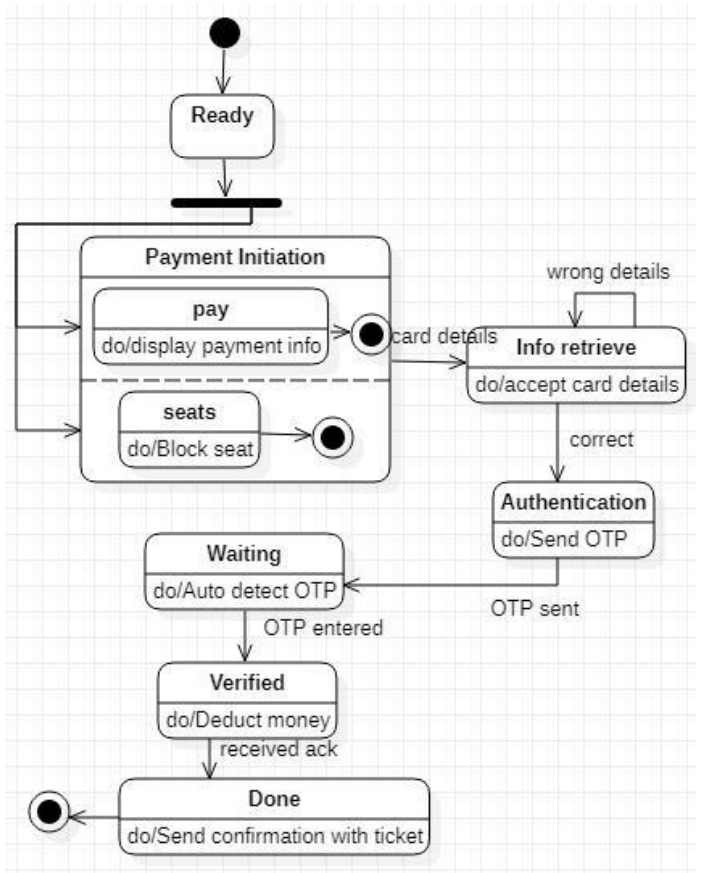 Ready
Payment Initiation
pay
do/display payment info
card details
seats
do/Block seat
wrong details
Info retrieve
do/accept card details
correct
Authentication
do/Send OTP
OTP sent
Waiting
do/Auto detect OTP
OTP entered
Verified
do/Deduct money
received ack
Done
do/Send confirmation with ticket